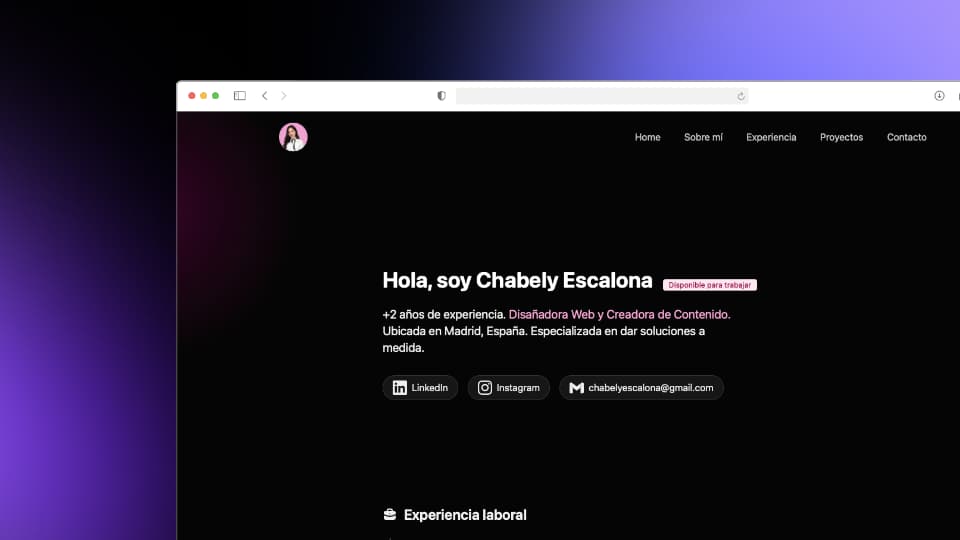 Home Sobre mí Experiencia Proyectos Contacto
Hola, soy Chabely Escalona Disponible para trabajar
+2 años de experiencia. Disañadora Web y Creadora de Contenido.
Ubicada en Madrid, España. Especializada en dar soluciones a
medida.
LinkedIn Instagram chabelyescalona@gmail.com
Experiencia laboral